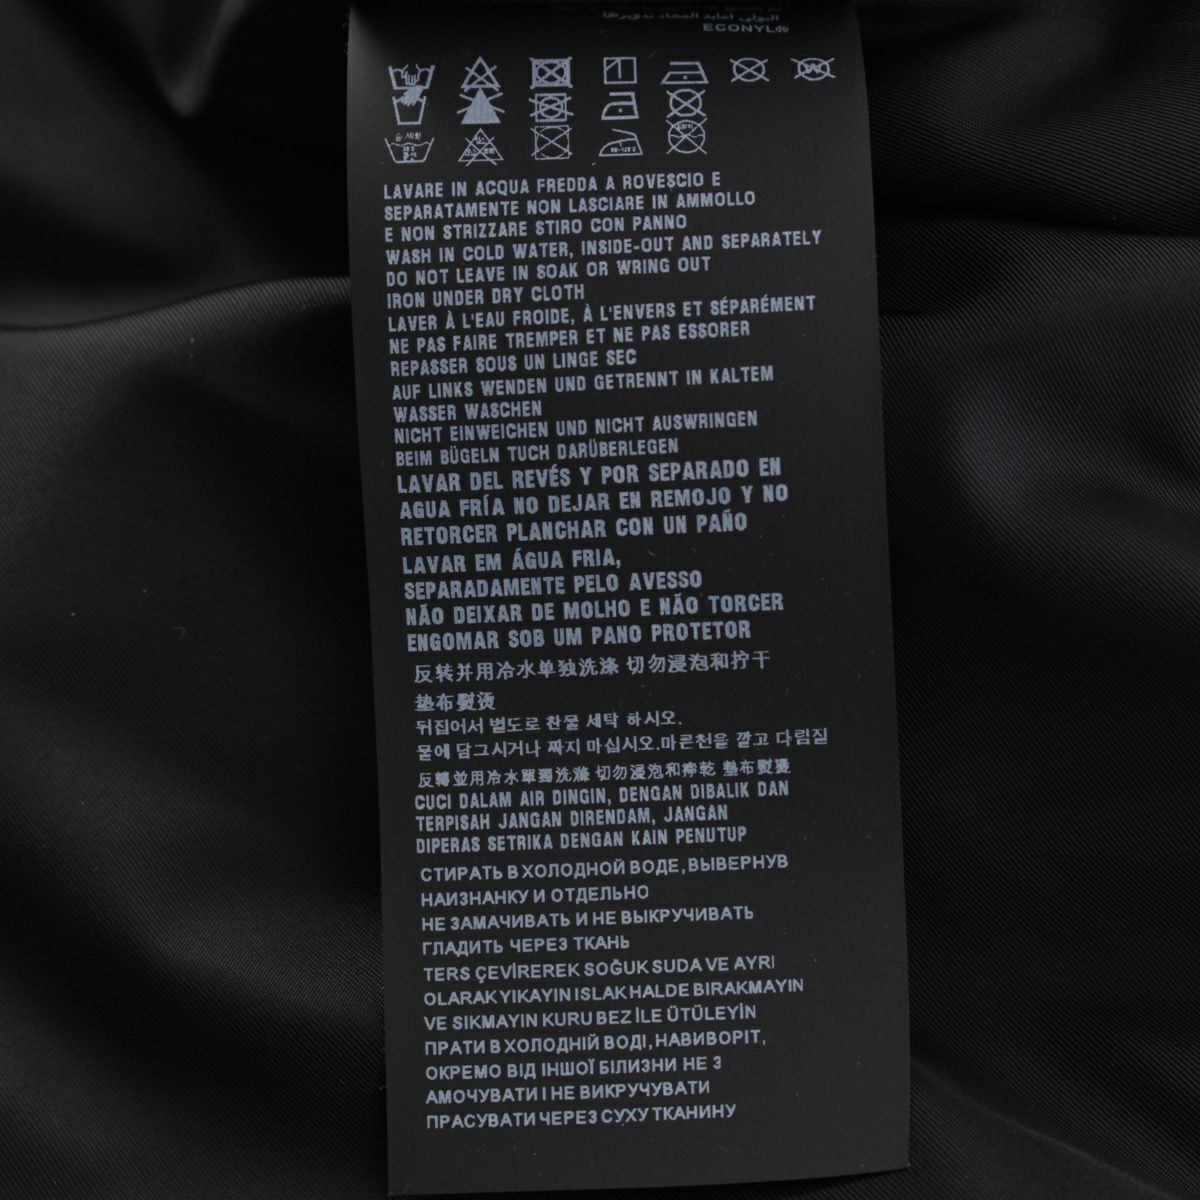 ECONYL®
LAVARE IN ACQUA FREDDA A ROVESCIO E
SEPARATAMENTE NON LASCIARE IN AMMOLLO
E NON STRIZZARE STIRO CON PANNO
WASH IN COLD WATER, INSIDE-OUT AND SEPARATELY
DO NOT LEAVE IN SOAK OR WRING OUT
IRON UNDER DRY CLOTH
LAVER À L'EAU FROIDE, À L'ENVERS ET SÉPARÉMENT
NE PAS FAIRE TREMPER ET NE PAS ESSORER
REPASSER SOUS UN LINGE SEC
AUF LINKS WENDEN UND GETRENNT IN KALTEM
WASSER WASCHEN
NICHT EINWEICHEN UND NICHT AUSWRINGEN
BEIM BÜGELN TUCH DARÜBERLEGEN
LAVAR DEL REVÉS Y POR SEPARADO EN
AGUA FRÍA NO DEJAR EN REMOJO Y NO
RETORCER PLANCHAR CON UN PAÑO
LAVAR EM ÁGUA FRIA,
SEPARADAMENTE PELO AVESSO
NÃO DEIXAR DE MOLHO E NÃO TORCER
ENGOMAR SOB UM PANO PROTETOR
反转并用冷水单独洗涤 切勿浸泡和拧干
垫布熨烫
뒤집어서 별도로 찬물 세탁 하시오.
물에 담그시거나 짜지 마십시오.마른천을 깔고 다림질
反轉並用冷水單獨洗滌 切勿浸泡和擰乾 墊布熨燙
CUCI DALAM AIR DINGIN, DENGAN DIBALIK DAN
TERPISAH JANGAN DIRENDAM, JANGAN
DIPERAS SETRIKA DENGAN KAIN PENUTUP
СТИРАТЬ В ХОЛОДНОЙ ВОДЕ, ВЫВЕРНУВ
НАИЗНАНКУ И ОТДЕЛЬНО
НЕ ЗАМАЧИВАТЬ И НЕ ВЫКРУЧИВАТЬ
ГЛАДИТЬ ЧЕРЕЗ ТКАНЬ
TERS ÇEVİREREK SOĞUK SUDA VE AYRI
OLARAK YIKAYIN ISLAK HALDE BIRAKMAYIN
VE SIKMAYIN KURU BEZ İLE ÜTÜLEYİN
ПРАТИ В ХОЛОДНІЙ ВОДІ, НАВИВОРІТ,
ОКРЕМО ВІД ІНШОЇ БІЛИЗНИ НЕ З
АМОЧУВАТИ І НЕ ВИКРУЧУВАТИ
ПРАСУВАТИ ЧЕРЕЗ СУХУ ТКАНИНУ